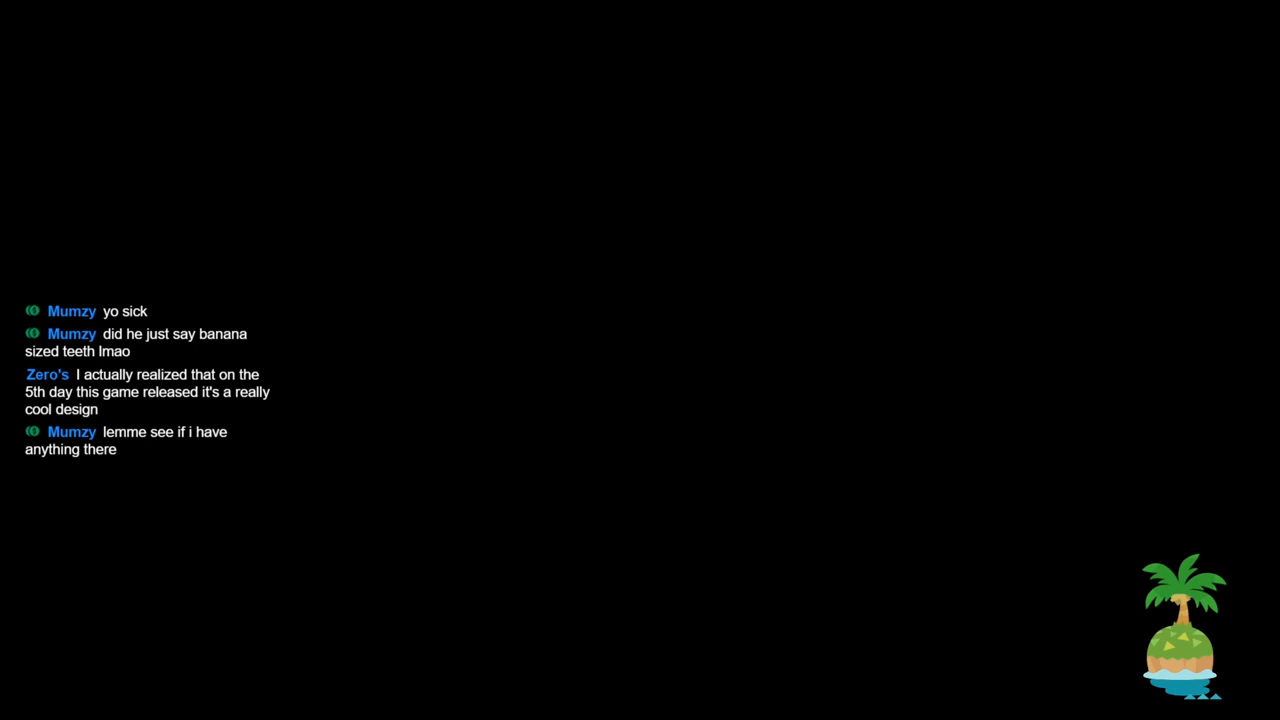 Mumzy yo sick
Mumzy did he just say banana
sized teeth lmao
Zero's I actually realized that on the
5th day this game released it's a really
cool design
Mumzy lemme see if i have
anything there